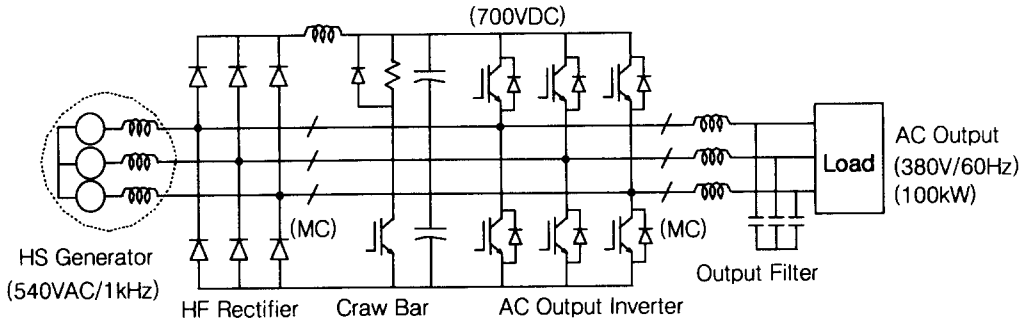 (700VDC)
Load
AC Output
(380V/60Hz)
(100kW)
(MC)
(MC)
HS Generator
(540VAC/1kHz)
HF Rectifier
Craw Bar
AC Output Inverter
Output Filter